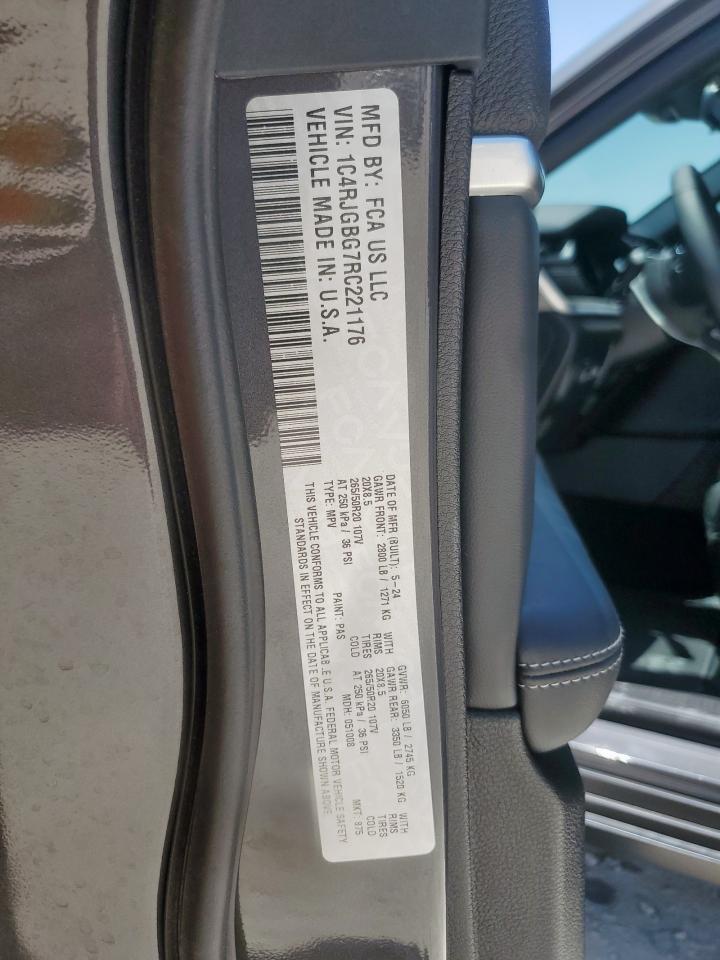 MFD BY: FCA US LLC
VIN: 1C4RJGBG7RC221176
VEHICLE MADE IN: U.S.A.
DATE OF MFR (BUILT): 5-24 GVWR: 6050 LB / 2745 KG
GAWR FRONT: 2800 LB / 1271 KG WITH GAWR REAR: 3350 LB / 1520 KG WITH
20X8.5 RIMS 20X8.5 RIMS
265/50R20 107V TIRES 265/50R20 107V TIRES
AT 250 kPa / 36 PSI COLD AT 250 kPa / 36 PSI COLD
TYPE: MPV PAINT: PAS MDH: 051008 MKT: 875
THIS VEHICLE CONFORMS TO ALL APPLICABLE U.S.A. FEDERAL MOTOR VEHICLE SAFETY
STANDARDS IN EFFECT ON THE DATE OF MANUFACTURE SHOWN ABOVE.